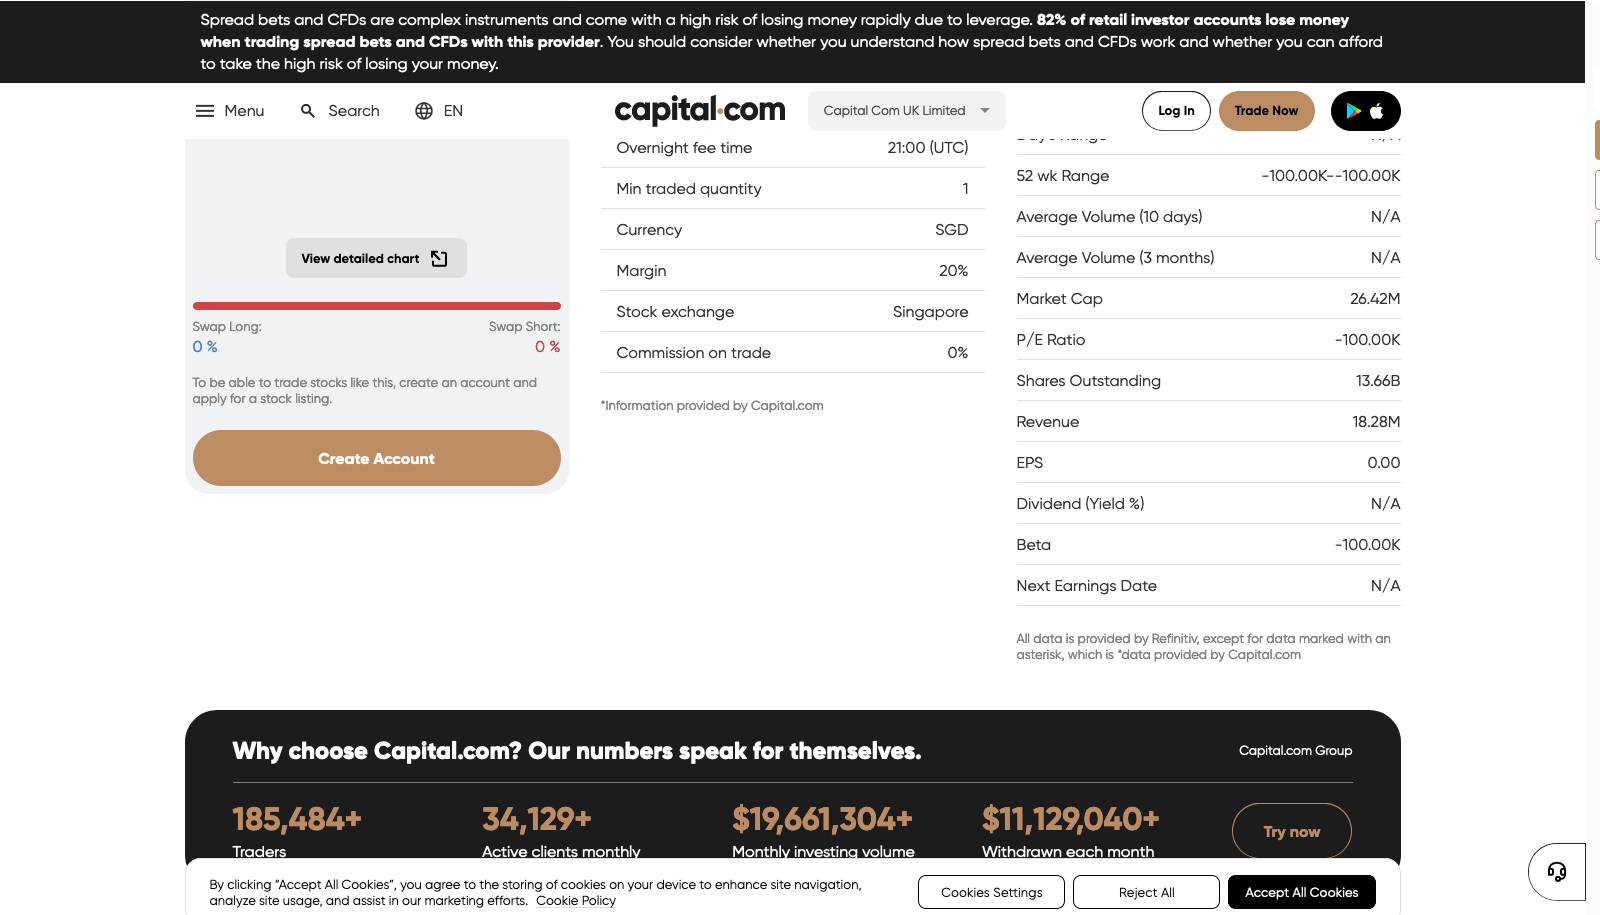 Spread bets and CFDs are complex instruments and come with a high risk of losing money rapidly due to leverage. 82% of retail investor accounts lose money
when trading spread bets and CFDs with this provider. You should consider whether you understand how spread bets and CFDs work and whether you can afford
to take the high risk of losing your money.
Menu
Search
EN
capital.com
Capital Com UK Limited
Log In
Trade Now
View detailed chart
Swap Long:
Swap Short:
0 %
0 %
To be able to trade stocks like this, create an account and
apply for a stock listing.
Create Account
Overnight fee time 21:00 (UTC)
Min traded quantity 1
Currency SGD
Margin 20%
Stock exchange Singapore
Commission on trade 0%
*Information provided by Capital.com
52 wk Range -100.00K--100.00K
Average Volume (10 days) N/A
Average Volume (3 months) N/A
Market Cap 26.42M
P/E Ratio -100.00K
Shares Outstanding 13.66B
Revenue 18.28M
EPS 0.00
Dividend (Yield %) N/A
Beta -100.00K
Next Earnings Date N/A
All data is provided by Refinitiv, except for data marked with an
asterisk, which is *data provided by Capital.com
Why choose Capital.com? Our numbers speak for themselves.
Capital.com Group
185,484+
34,129+
$19,661,304+
$11,129,040+
Try now
Traders
Active clients monthly
Monthly investing volume
Withdrawn each month
By clicking “Accept All Cookies”, you agree to the storing of cookies on your device to enhance site navigation,
analyze site usage, and assist in our marketing efforts. Cookie Policy
Cookies Settings
Reject All
Accept All Cookies